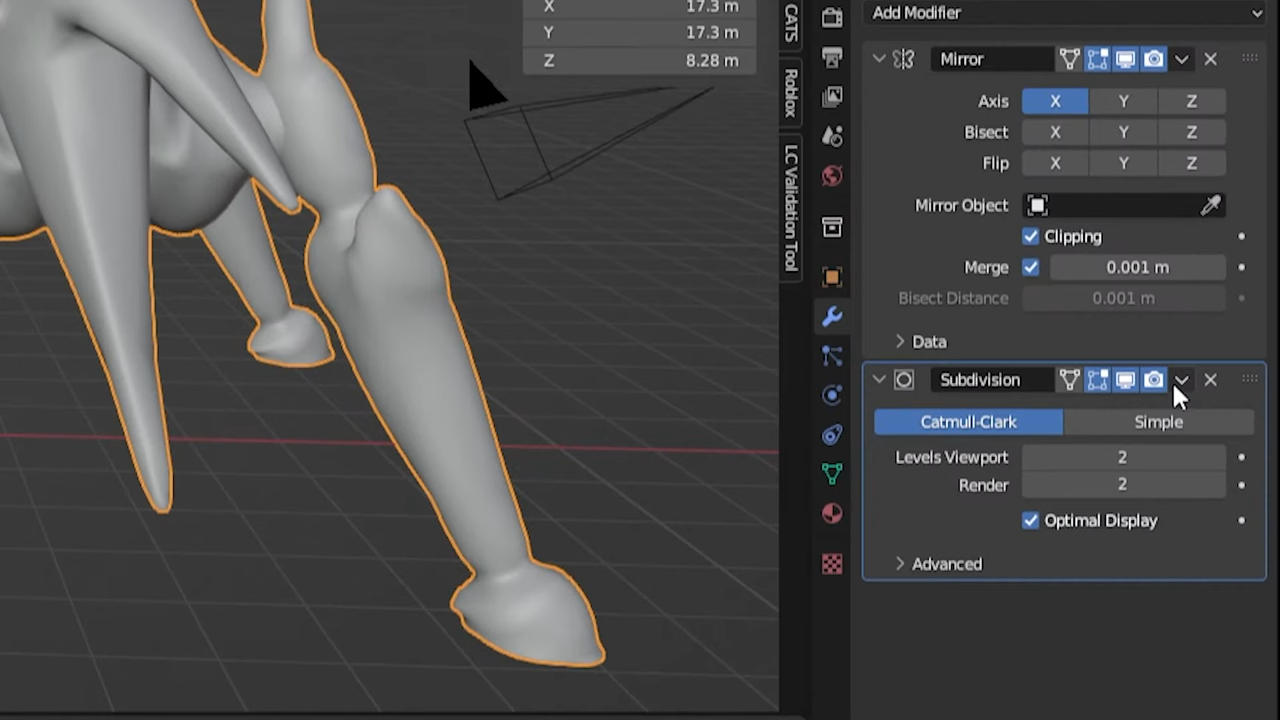 X 17.3 m
Y 17.3 m
Z 8.28 m
CATS
Roblox
LC Validation Tool
Add Modifier
Mirror
Axis X Y Z
Bisect X Y Z
Flip X Y Z
Mirror Object
Clipping
Merge 0.001 m
Bisect Distance 0.001 m
Data
Subdivision
Catmull-Clark Simple
Levels Viewport 2
Render 2
Optimal Display
Advanced